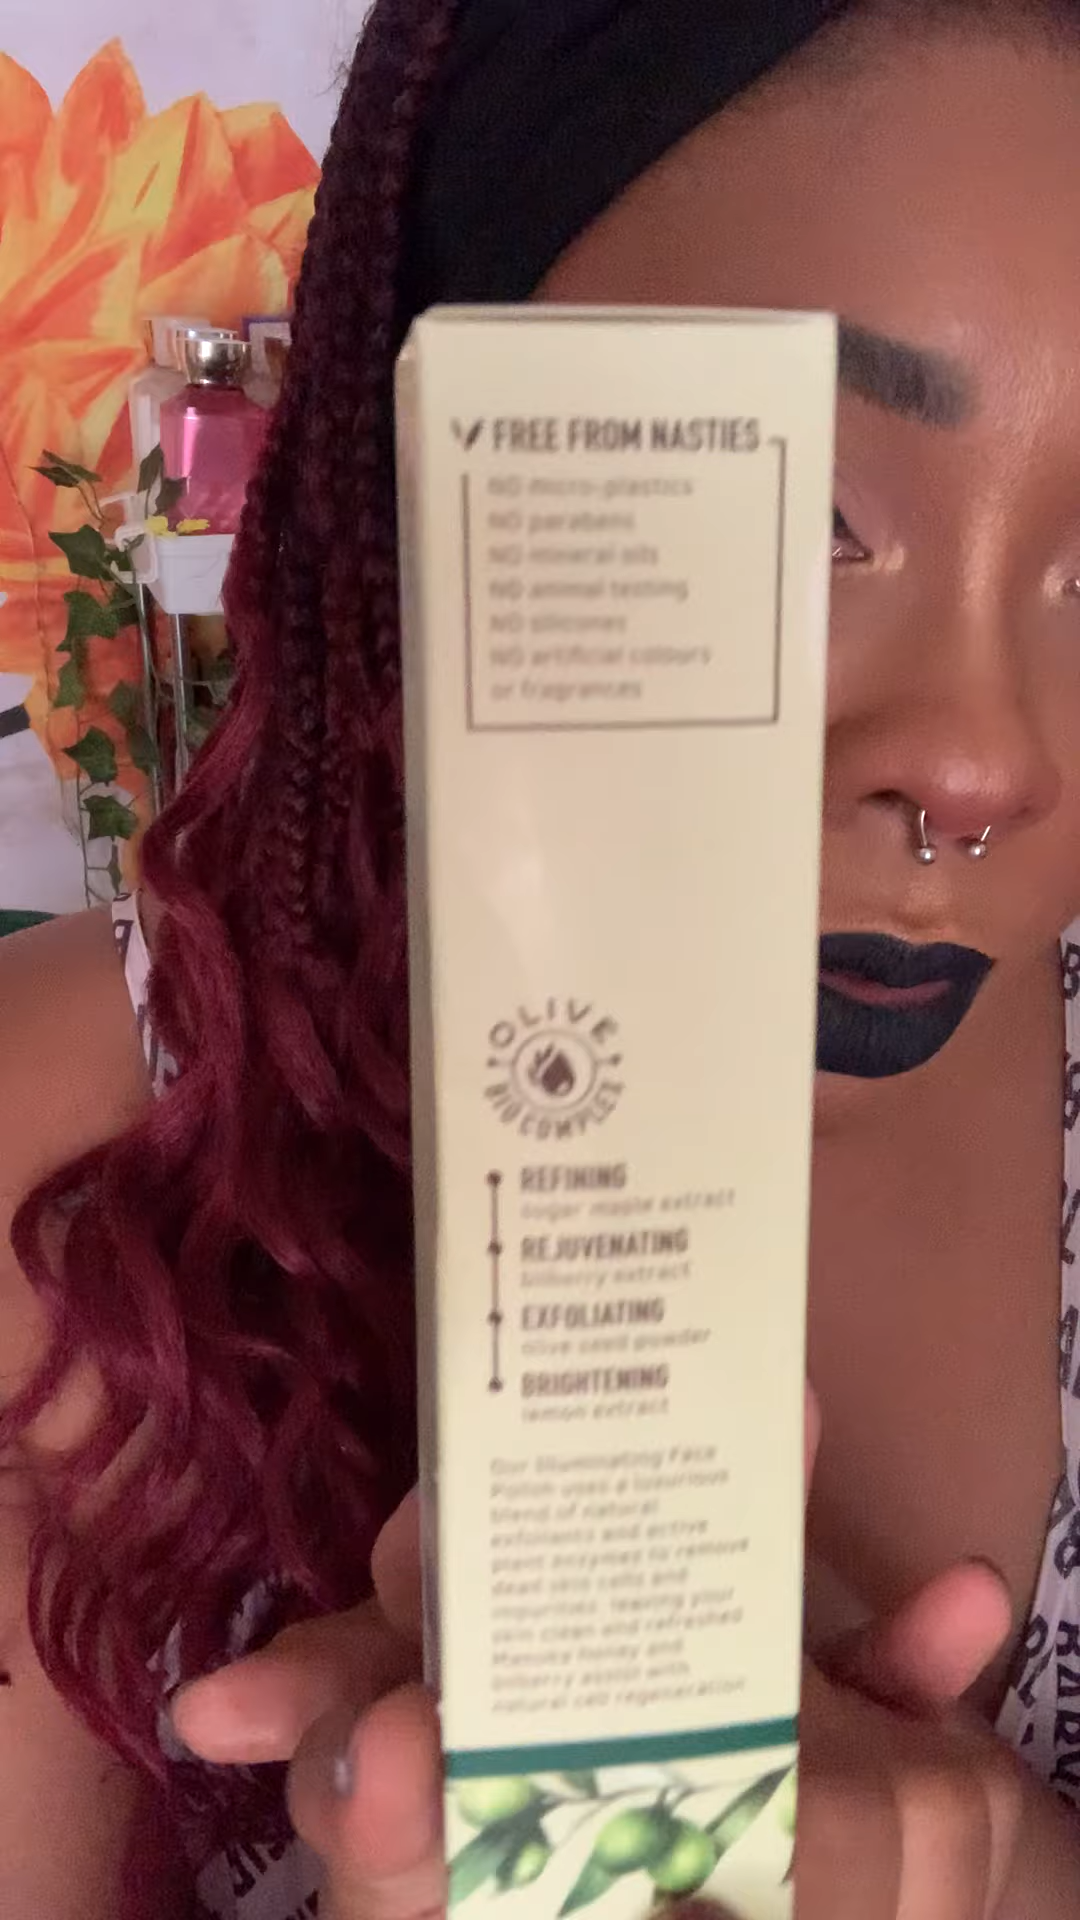 FREE FROM NASTIES
NO micro-plastics
NO parabens
NO mineral oils
NO animal testing
NO silicones
NO artificial colours
or fragrances
OLIVE
BIO COMPLEX
REFINING
sugar maple extract
REJUVENATING
bilberry extract
EXFOLIATING
olive seed powder
BRIGHTENING
lemon extract
Our Illuminating Face
Polish uses a luxurious
blend of natural
exfoliants and active
plant enzymes to remove
dead skin cells and
impurities, leaving your
skin clean and refreshed
Manuka honey and
bilberry assist with
natural cell regeneration